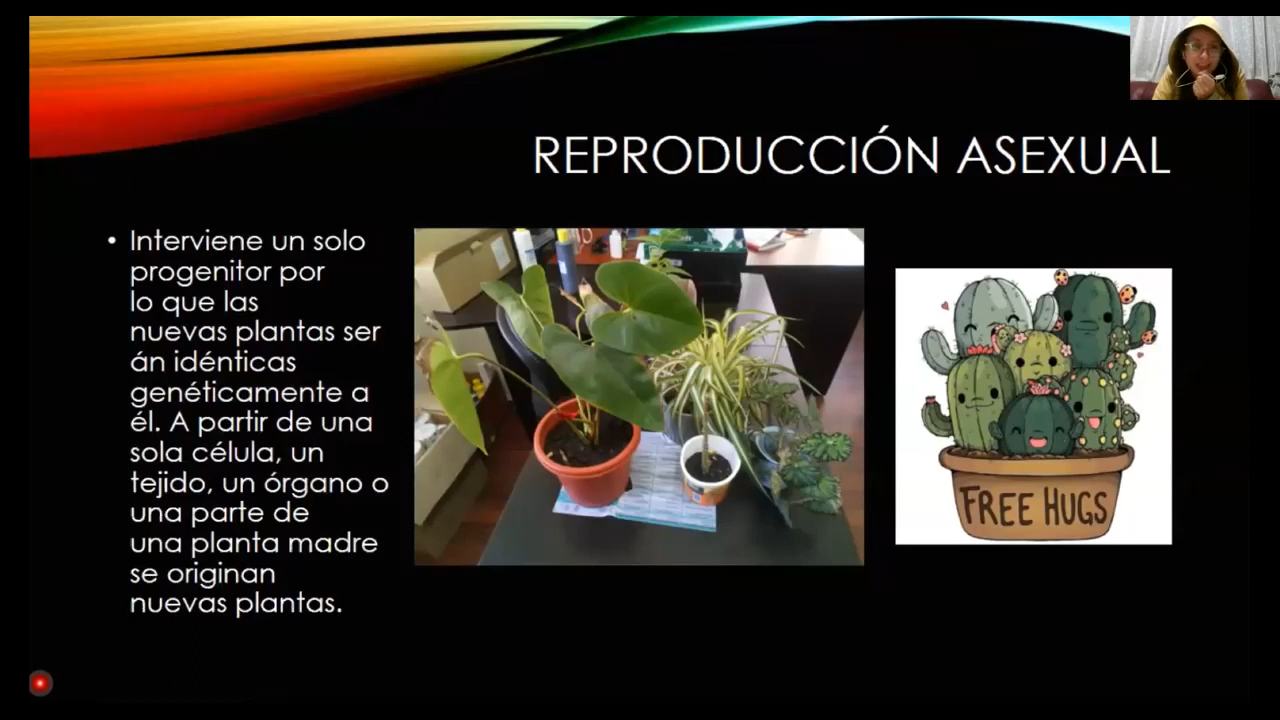 REPRODUCCIÓN ASEXUAL
• Interviene un solo
progenitor por
lo que las
nuevas plantas ser
án idénticas
genéticamente a
él. A partir de una
sola célula, un
tejido, un órgano o
una parte de
una planta madre
se originan
nuevas plantas.
FREE HUGS